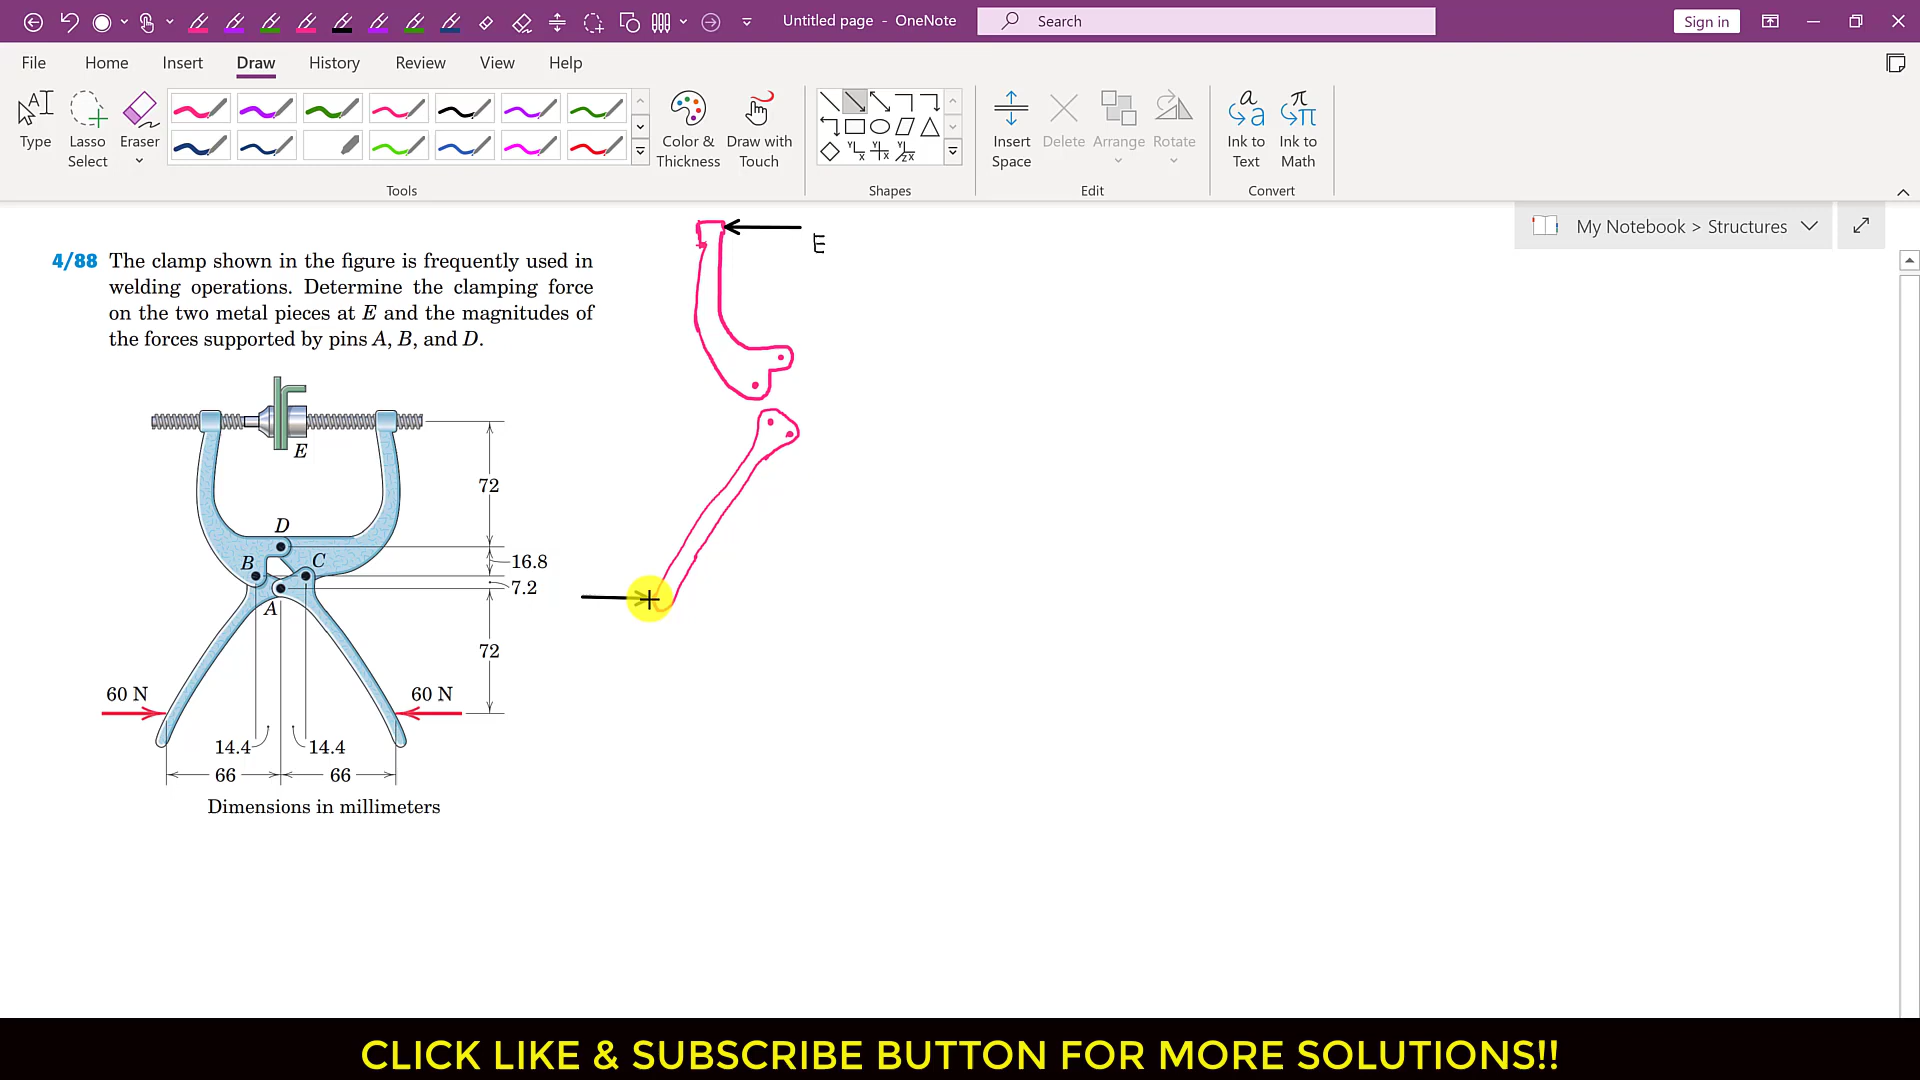 Untitled page - OneNote
Search
Sign in
File Home Insert Draw History Review View Help
Type
Lasso Select
Eraser
Color & Thickness
Draw with Touch
Insert Space
Delete
Arrange
Rotate
Ink to Text
Ink to Math
Tools
Shapes
Edit
Convert
My Notebook > Structures
E
4/88 The clamp shown in the figure is frequently used in
welding operations. Determine the clamping force
on the two metal pieces at E and the magnitudes of
the forces supported by pins A, B, and D.
E
72
D
B
C
16.8
7.2
A
72
60 N
60 N
14.4
14.4
66
66
Dimensions in millimeters
CLICK LIKE & SUBSCRIBE BUTTON FOR MORE SOLUTIONS!!